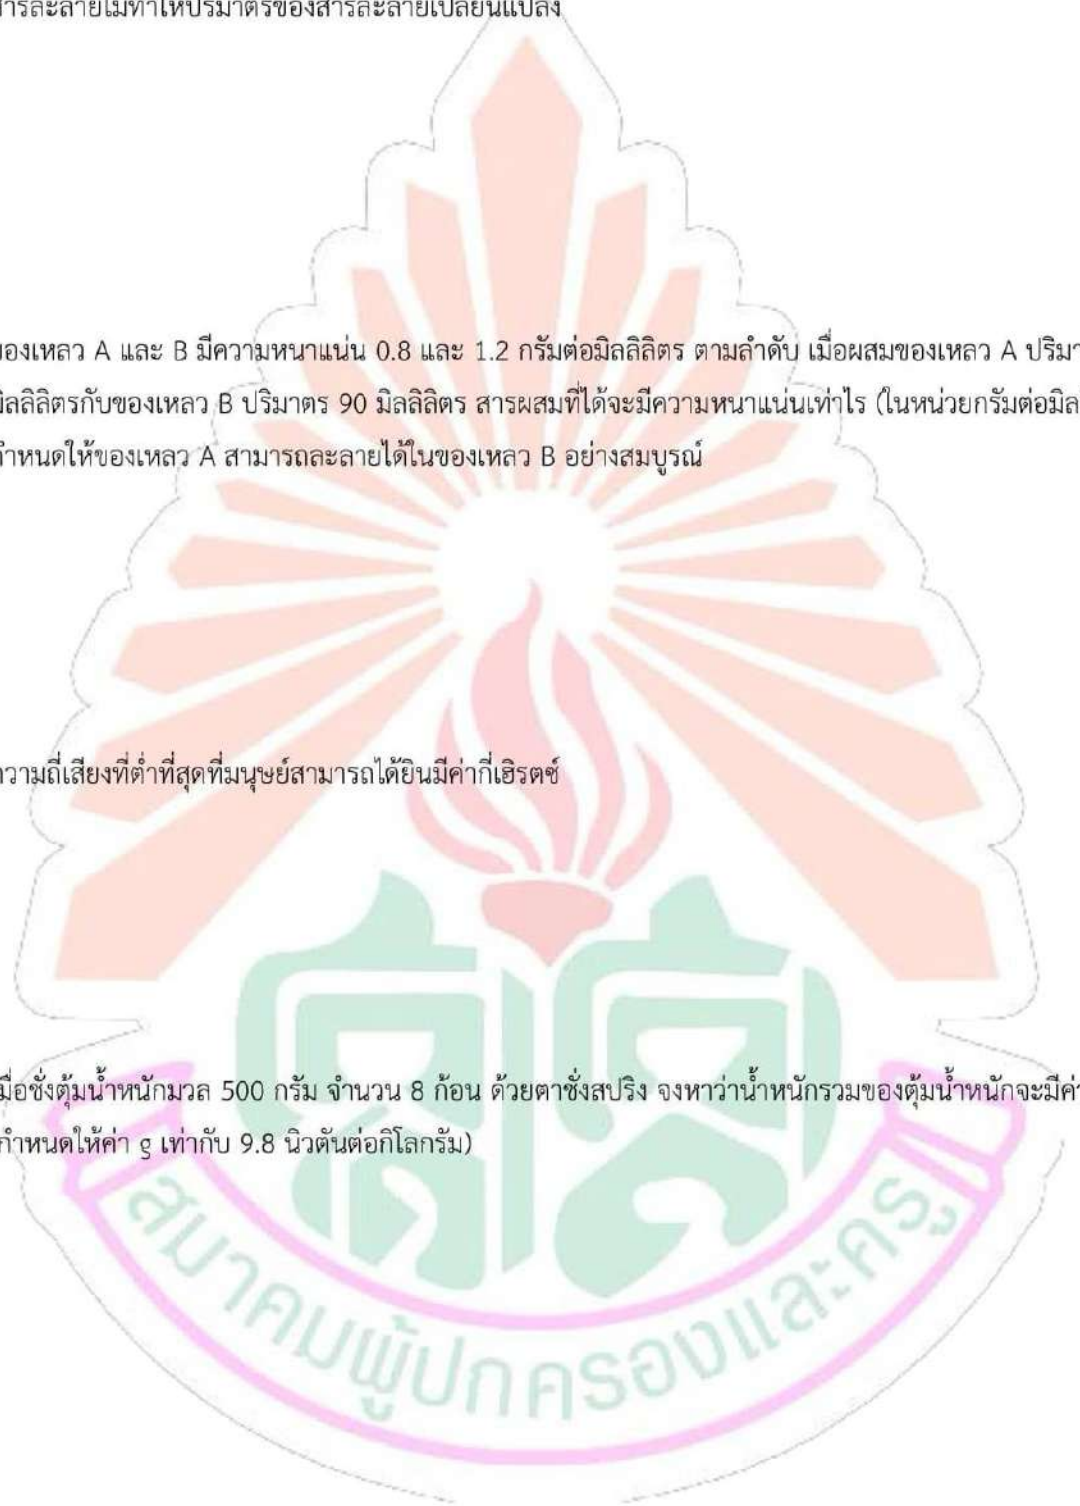 สารละลายไม่ทำให้ปริมาตรของสารละลายเปลี่ยนแปลง
ของเหลว A และ B มีความหนาแน่น 0.8 และ 1.2 กรัมต่อมิลลิลิตร ตามลำดับ เมื่อผสมของเหลว A
มิลลิลิตรกับของเหลว B ปริมาตร 90 มิลลิลิตร สารผสมที่ได้จะมีความหนาแน่นเท่าไร (ในหน่วยกรัมต่อ
กำหนดให้ของเหลว A สามารถละลายได้ในของเหลว B อย่างสมบูรณ์
ความถี่เสียงที่ต่ำที่สุดที่มนุษย์สามารถได้ยินมีค่ากี่เฮิรตซ์
เมื่อชั่งตุ้มน้ำหนักมวล 500 กรัม จำนวน 8 ก้อน ด้วยตาชั่งสปริง จงหาว่าน้ำหนักรวมของตุ้มน้ำหนักจะมี
กำหนดให้ค่า g เท่ากับ 9.8 นิวตันต่อกิโลกรัม)
สมาคมผู้ปกครองและครู